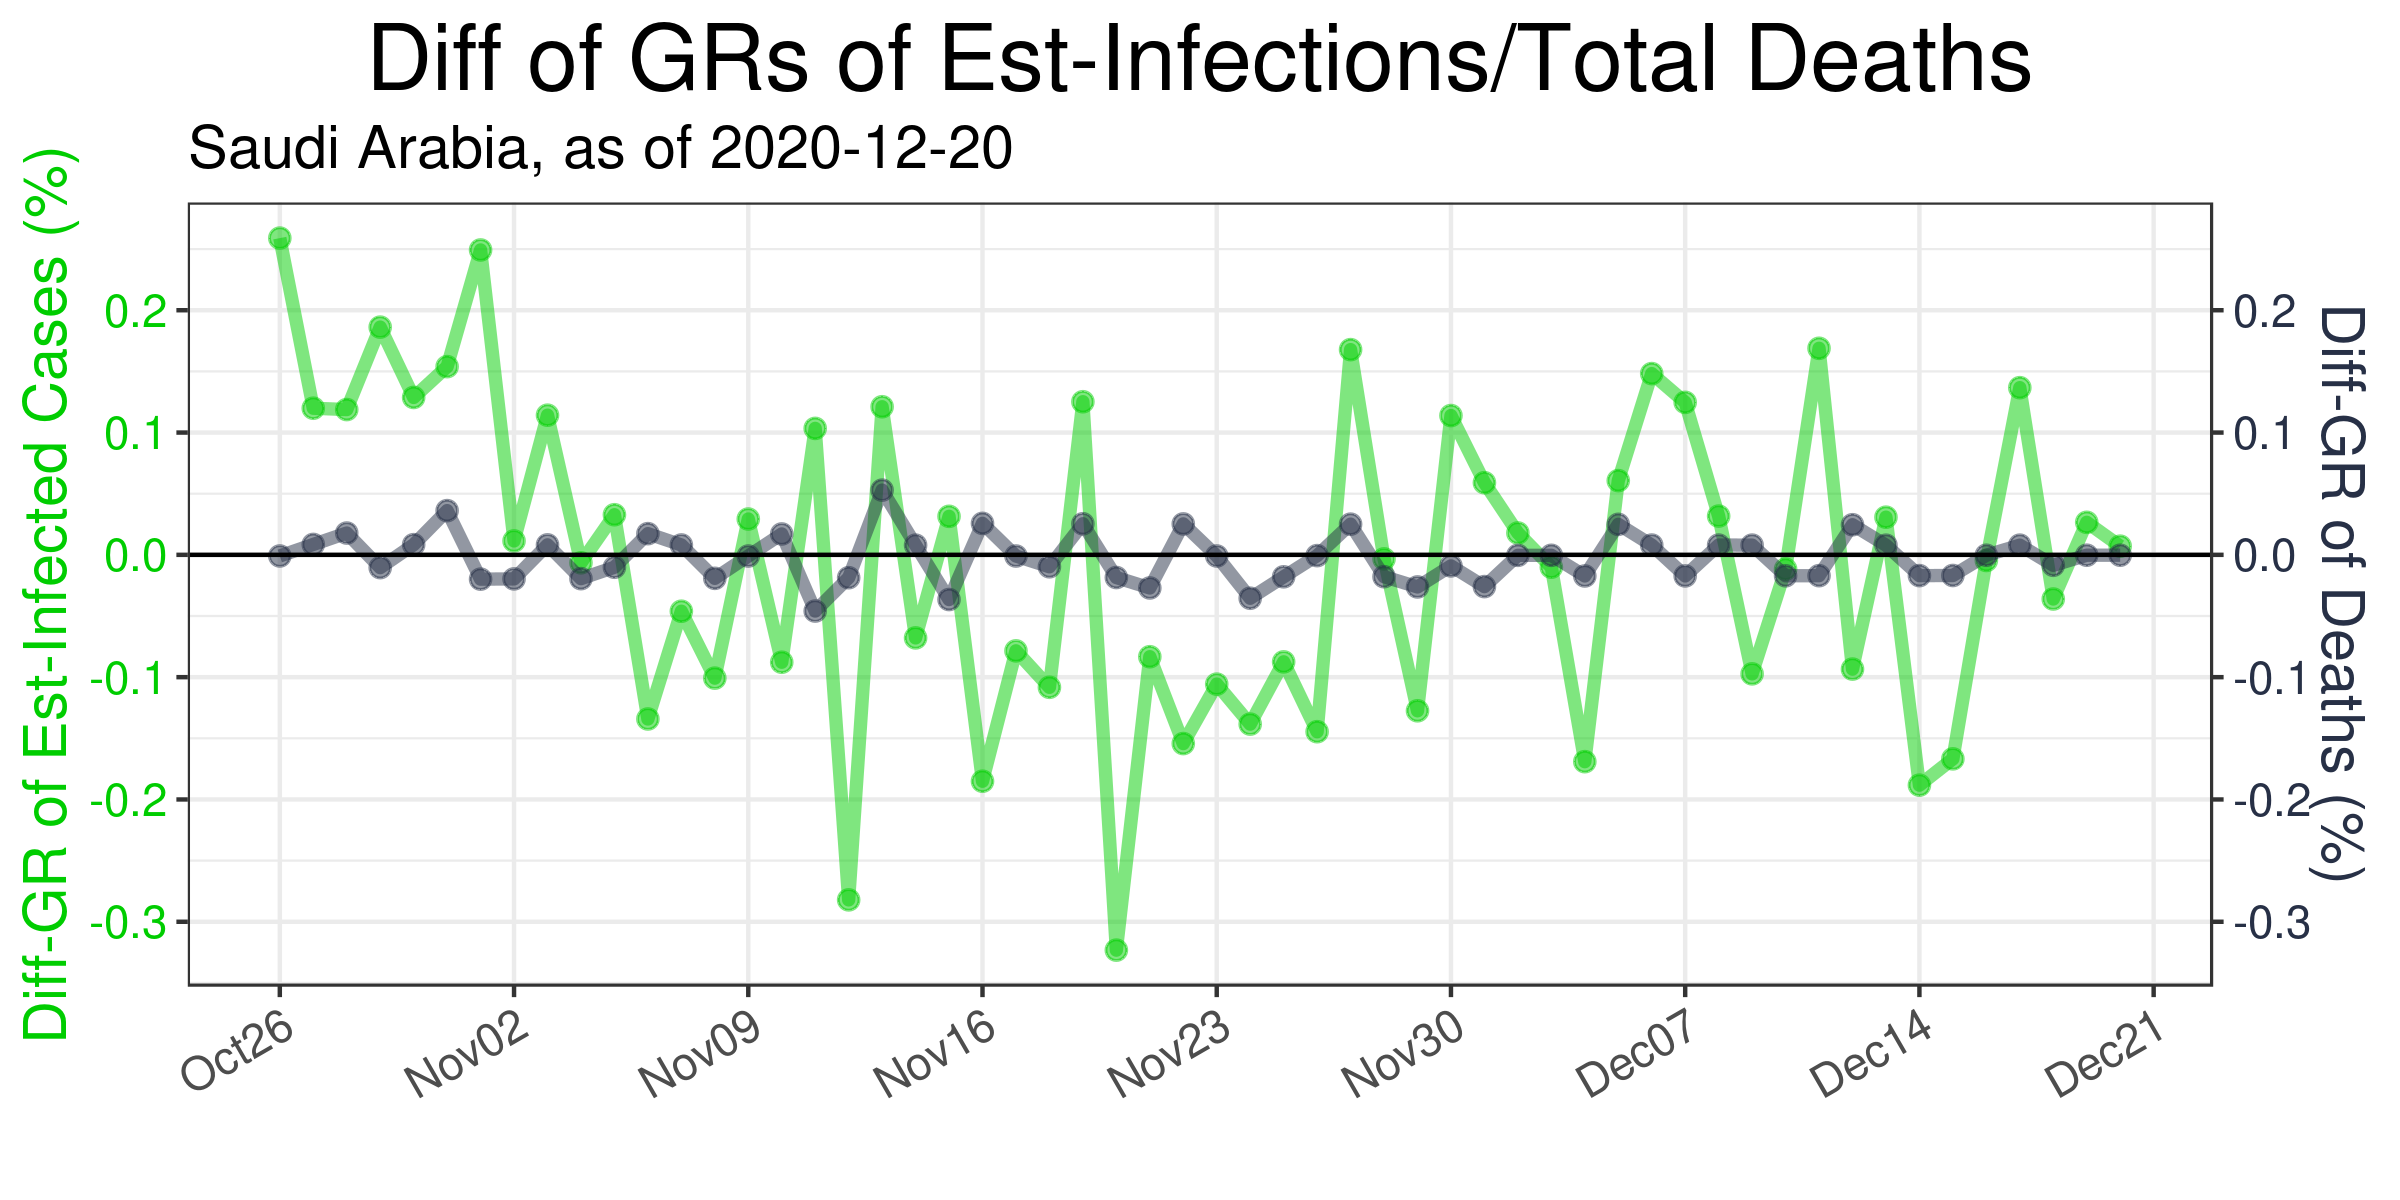 Diff of GRs of Est-Infections/Total Deaths
Saudi Arabia, as of 2020-12-20
Diff-GR of Est-Infected Cases (%)
0.2
0.1
0.0
-0.1
-0.2
-0.3
0.2
0.1
0.0
-0.1
-0.2
-0.3
Diff-GR of Deaths (%)
Oct26
Nov02
Nov09
Nov16
Nov23
Nov30
Dec07
Dec14
Dec21